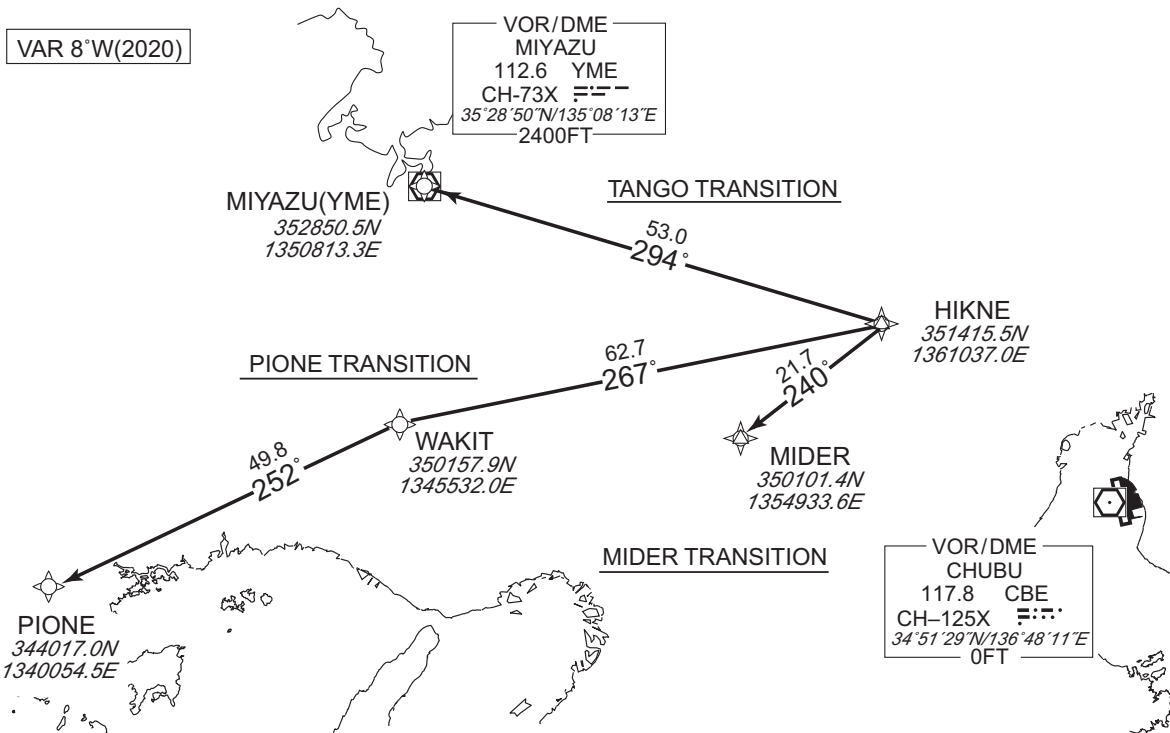 VAR 8°W(2020)
VOR/DME
MIYAZU
112.6 YME
CH-73X
35°28´50˝N/135°08´13˝E
2400FT
MIYAZU(YME)
352850.5N
1350813.3E
TANGO TRANSITION
53.0
294°
HIKNE
351415.5N
1361037.0E
PIONE TRANSITION
62.7
267°
21.7
240°
WAKIT
350157.9N
1345532.0E
49.8
252°
MIDER
350101.4N
1354933.6E
MIDER TRANSITION
VOR/DME
CHUBU
117.8 CBE
CH–125X
34°51´29˝N/136°48´11˝E
0FT
PIONE
344017.0N
1340054.5E